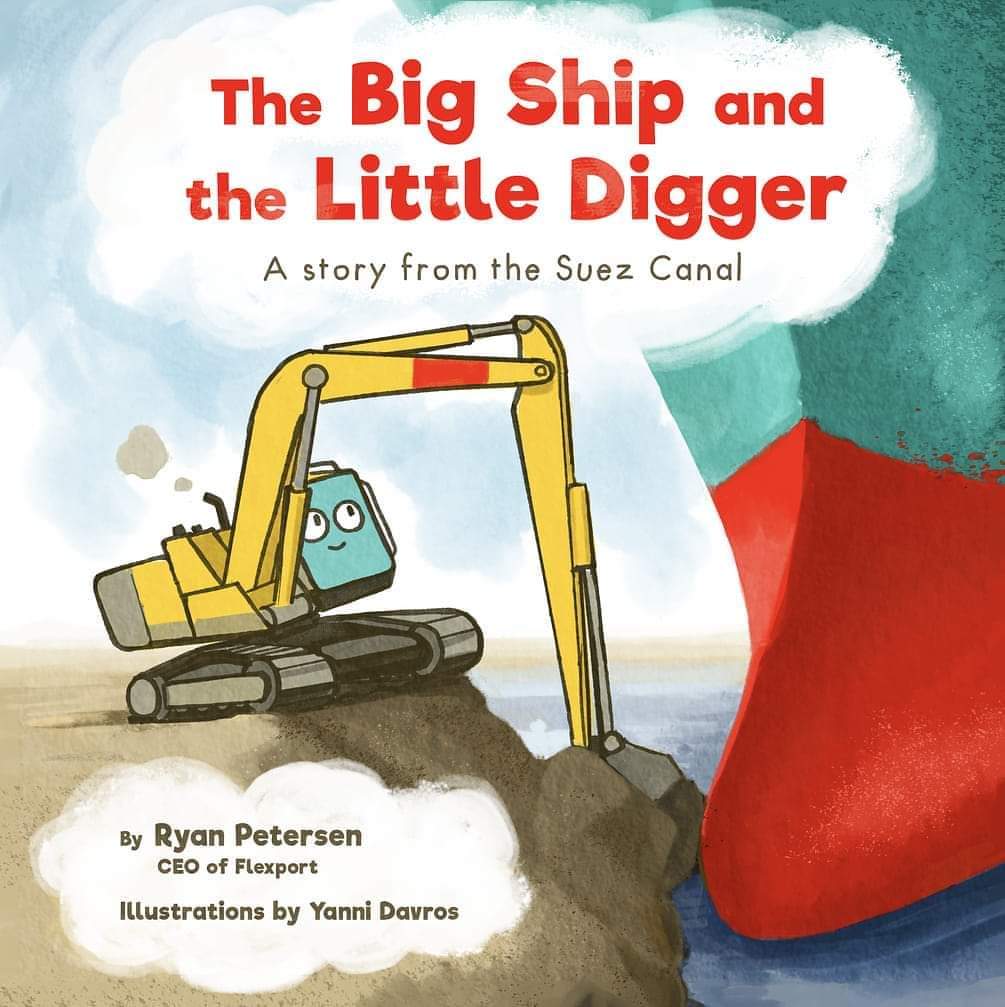 The Big Ship and
the Little Digger
A story from the Suez Canal
By Ryan Petersen
CEO of Flexport
Illustrations by Yanni Davros